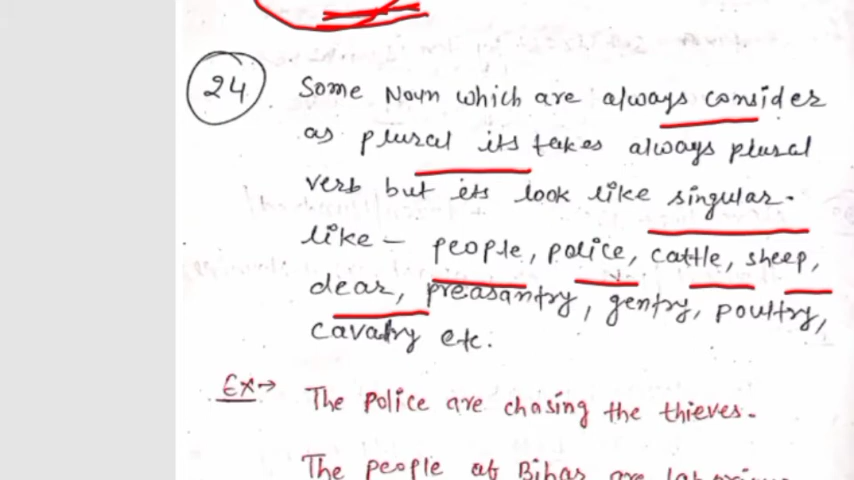 24 Some Noun which are always consider
as plural its takes always plural
verb but its look like singular.
like - people, police, cattle, sheep,
dear, preasantry, gentry, poultry,
cavalry etc.
Ex→ The Police are chasing the thieves.
The people of Bihar are